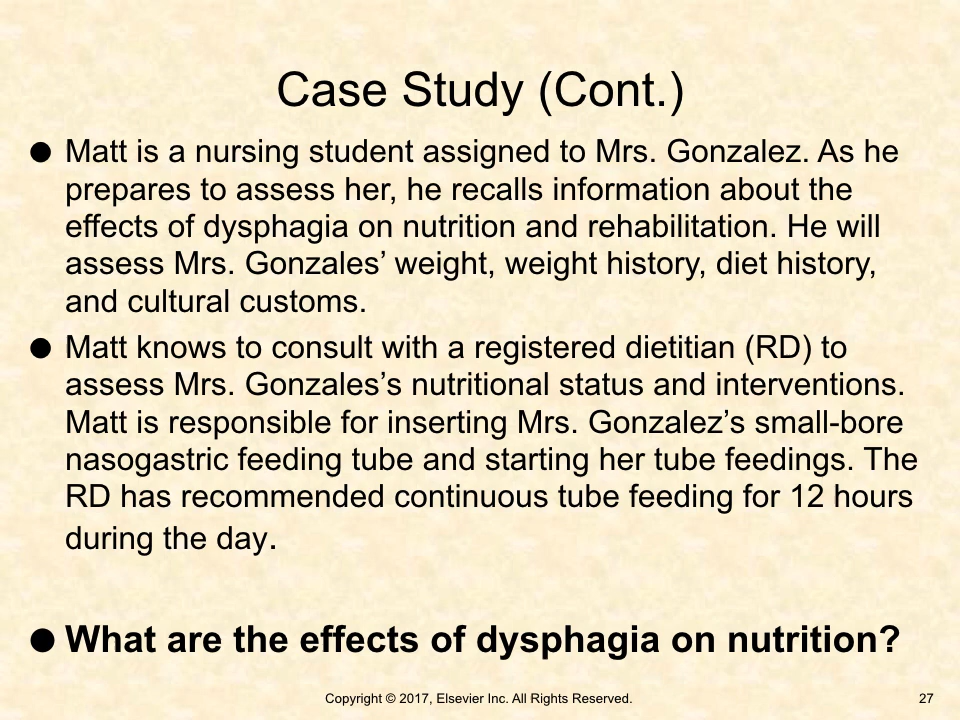 Case Study (Cont.)
● Matt is a nursing student assigned to Mrs. Gonzalez. As he
prepares to assess her, he recalls information about the
effects of dysphagia on nutrition and rehabilitation. He will
assess Mrs. Gonzales’ weight, weight history, diet history,
and cultural customs.
● Matt knows to consult with a registered dietitian (RD) to
assess Mrs. Gonzales’s nutritional status and interventions.
Matt is responsible for inserting Mrs. Gonzalez’s small-bore
nasogastric feeding tube and starting her tube feedings. The
RD has recommended continuous tube feeding for 12 hours
during the day.
● What are the effects of dysphagia on nutrition?
Copyright © 2017, Elsevier Inc. All Rights Reserved. 27